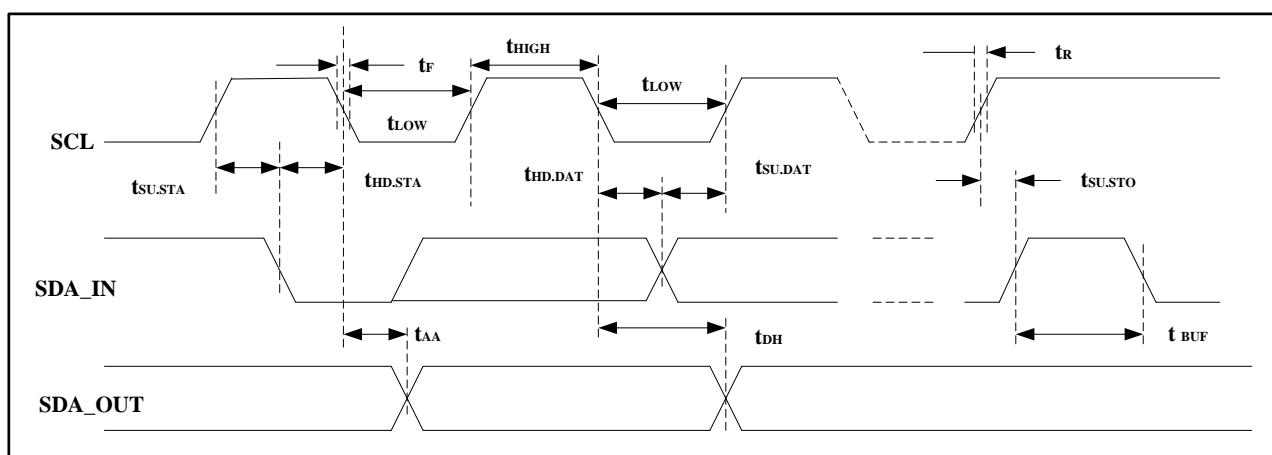 tF
tHIGH
tR
tLOW
tLOW
SCL
tSU.STA
tHD.STA
tHD.DAT
tSU.DAT
tSU.STO
SDA_IN
tAA
tDH
t BUF
SDA_OUT